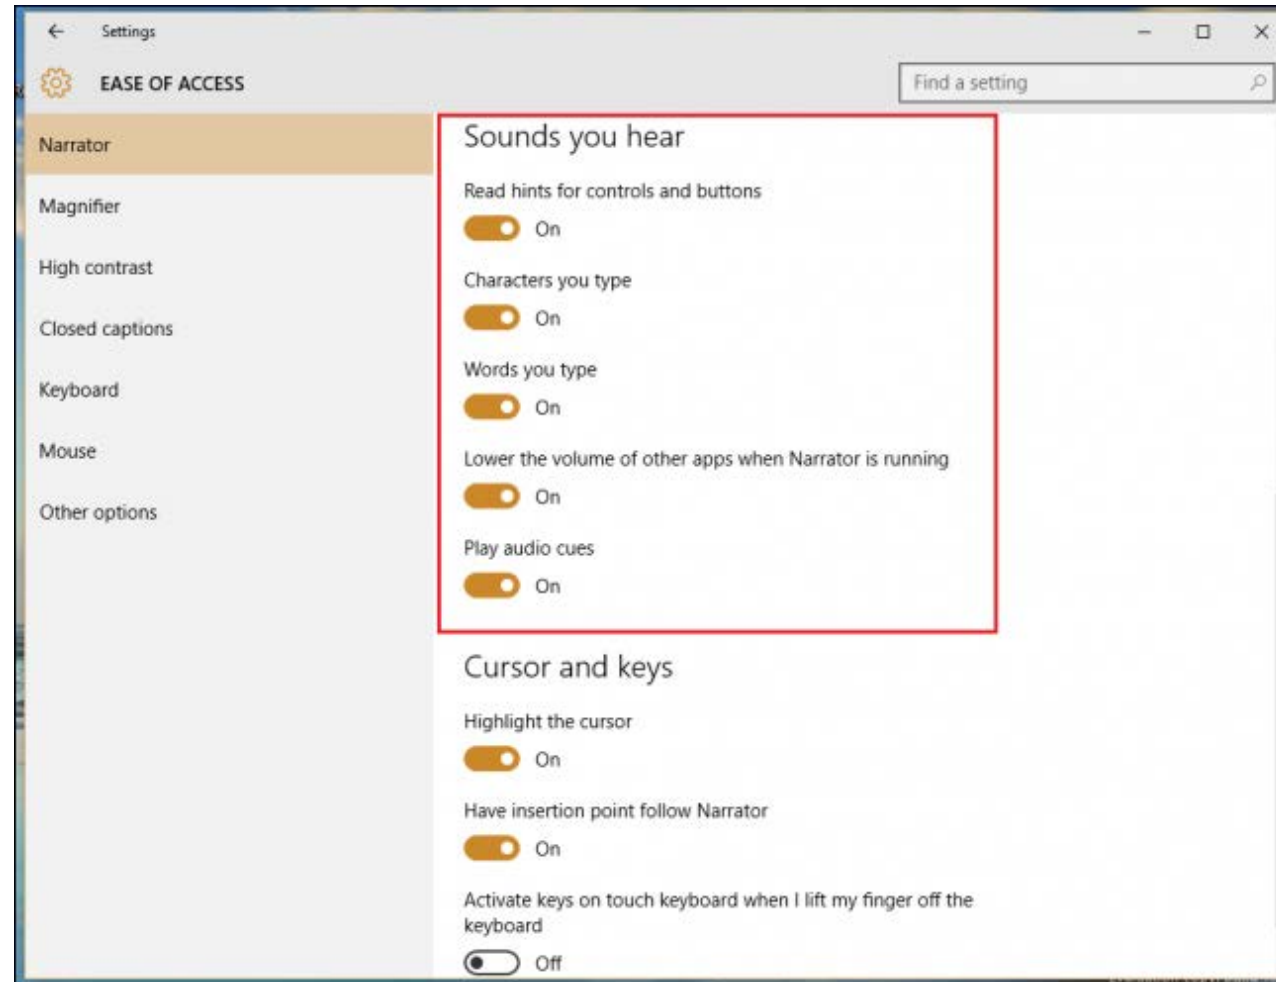 Settings
EASE OF ACCESS
Find a setting
Narrator
Magnifier
High contrast
Closed captions
Keyboard
Mouse
Other options
Sounds you hear
Read hints for controls and buttons
On
Characters you type
On
Words you type
On
Lower the volume of other apps when Narrator is running
On
Play audio cues
On
Cursor and keys
Highlight the cursor
On
Have insertion point follow Narrator
On
Activate keys on touch keyboard when I lift my finger off the
keyboard
Off